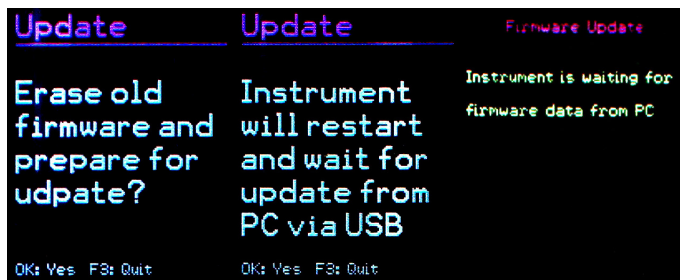 Update
Erase old
firmware and
prepare for
udpate?
OK: Yes F3: Quit
Update
Instrument
will restart
and wait for
update from
PC via USB
OK: Yes F3: Quit
Firmware Update
Instrument is waiting for
firmware data from PC